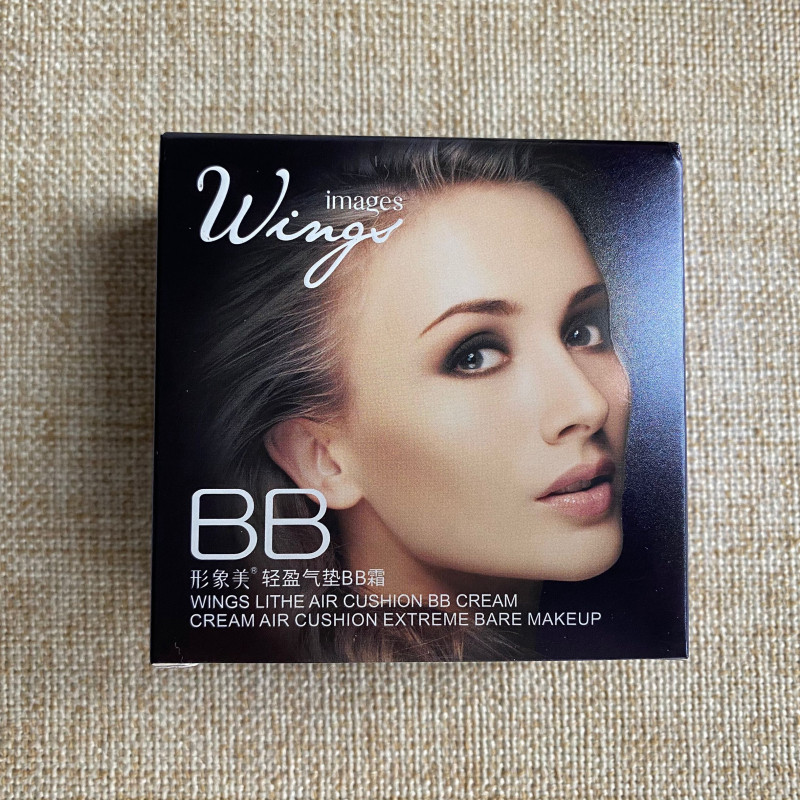 images
Wings
BB
形象美® 轻盈气垫BB霜
WINGS LITHE AIR CUSHION BB CREAM
CREAM AIR CUSHION EXTREME BARE MAKEUP